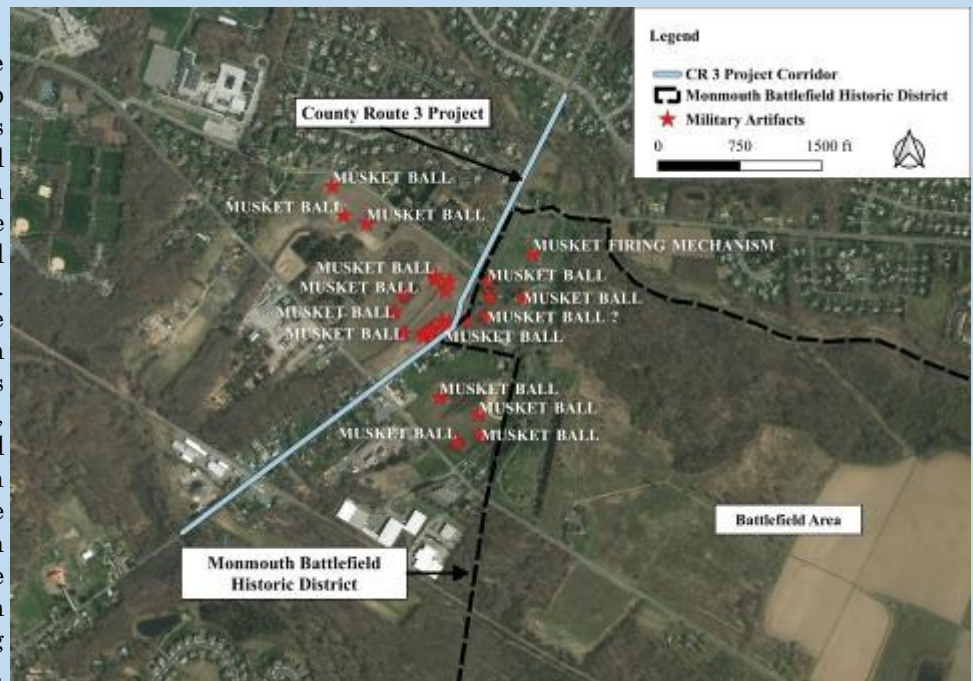 Legend
CR 3 Project Corridor
Monmouth Battlefield Historic District
Military Artifacts
0 750 1500 ft
County Route 3 Project
MUSKET BALL
MUSKET BALL
MUSKET BALL
MUSKET FIRING MECHANISM
MUSKET BALL
MUSKET BALL
MUSKET BALL
MUSKET BALL
MUSKET BALL
MUSKET BALL ?
MUSKET BALL
MUSKET BALL
MUSKET BALL
MUSKET BALL
MUSKET BALL
MUSKET BALL
Battlefield Area
Monmouth Battlefield
Historic District